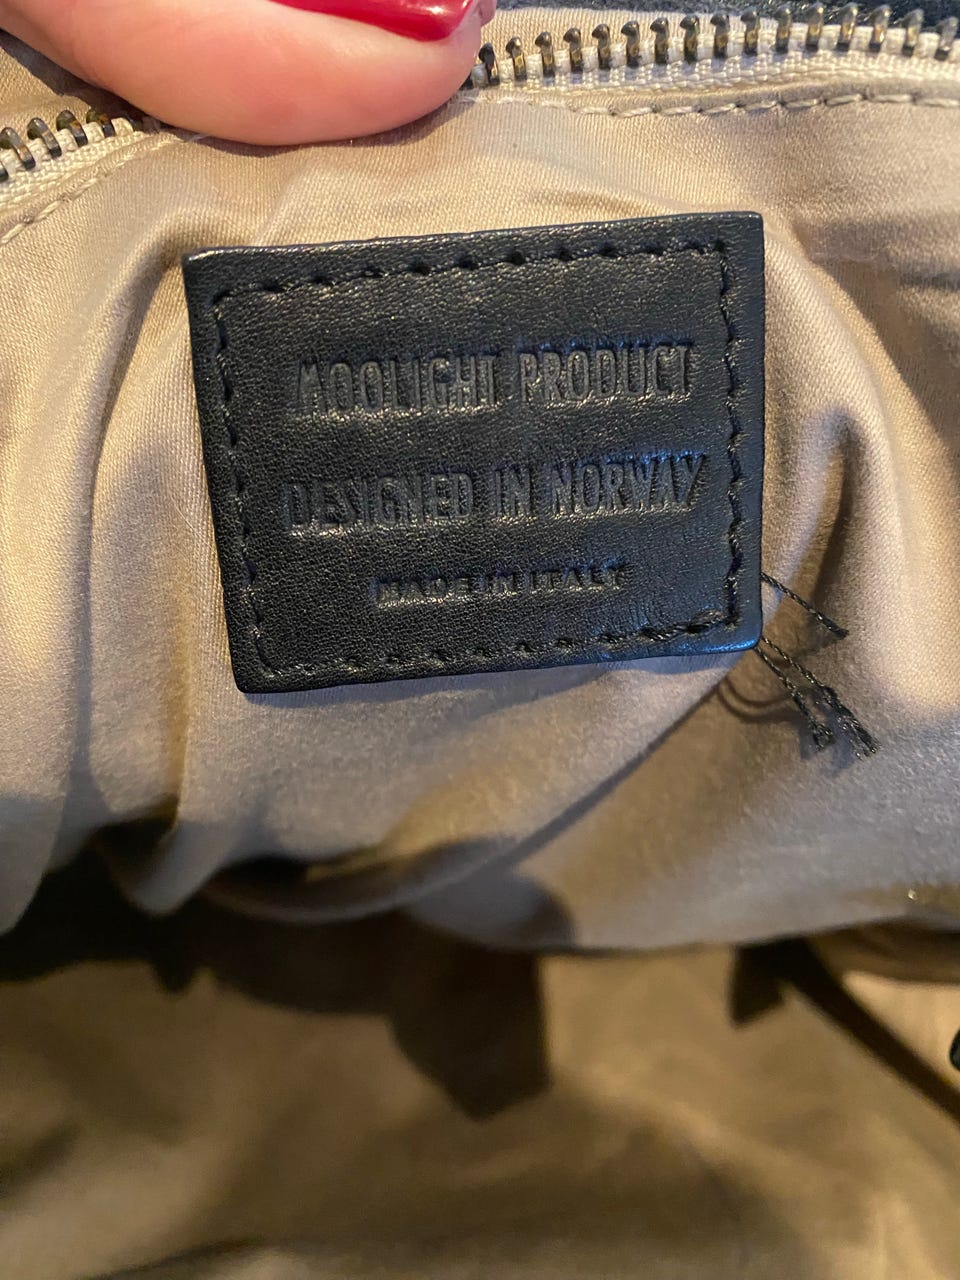 MOOLIGHT PRODUCT
DESIGNED IN NORWAY
MADE IN ITALY